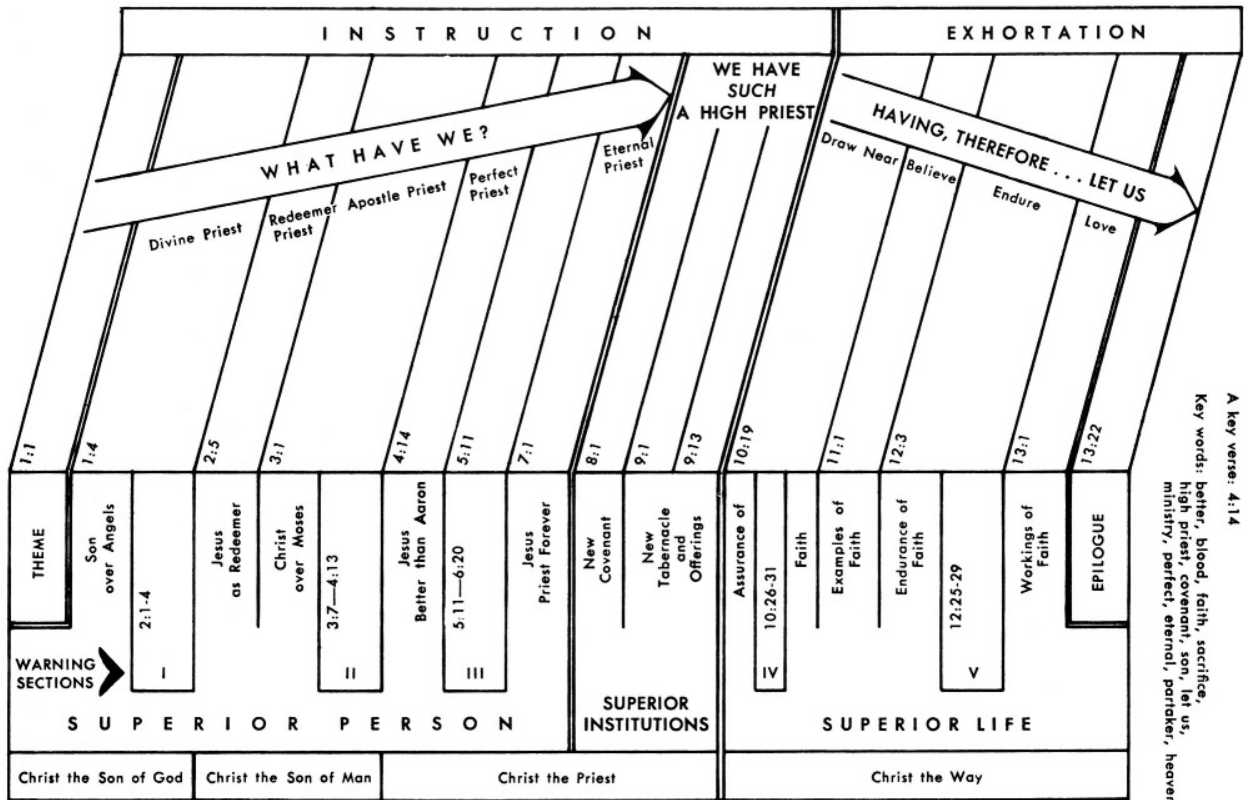 INSTRUCTION
EXHORTATION
WE HAVE
SUCH
A HIGH PRIEST
WHAT HAVE WE?
HAVING, THEREFORE . . . LET US
Divine Priest
Redeemer
Priest
Apostle Priest
Perfect
Priest
Eternal
Priest
Draw Near
Believe
Endure
Love
1:1
1:4
2:5
3:1
4:14
5:11
7:1
8:1
9:1
9:13
10:19
11:1
12:3
13:1
13:22
THEME
Son
over Angels
2:1-4
Jesus
as Redeemer
Christ
over Moses
3:7—4:13
Jesus
Better than Aaron
5:11—6:20
Jesus
Priest Forever
New
Covenant
New
Tabernacle
and
Offerings
Assurance of
10:26-31
Faith
Examples of
Faith
Endurance of
Faith
12:25-29
Workings of
Faith
EPILOGUE
WARNING
SECTIONS
I
II
III
IV
V
SUPERIOR PERSON
SUPERIOR
INSTITUTIONS
SUPERIOR LIFE
Christ the Son of God
Christ the Son of Man
Christ the Priest
Christ the Way
A key verse: 4:14
Key words: better, blood, faith, sacrifice,
high priest, covenant, son, let us,
ministry, perfect, eternal, partaker, heaven